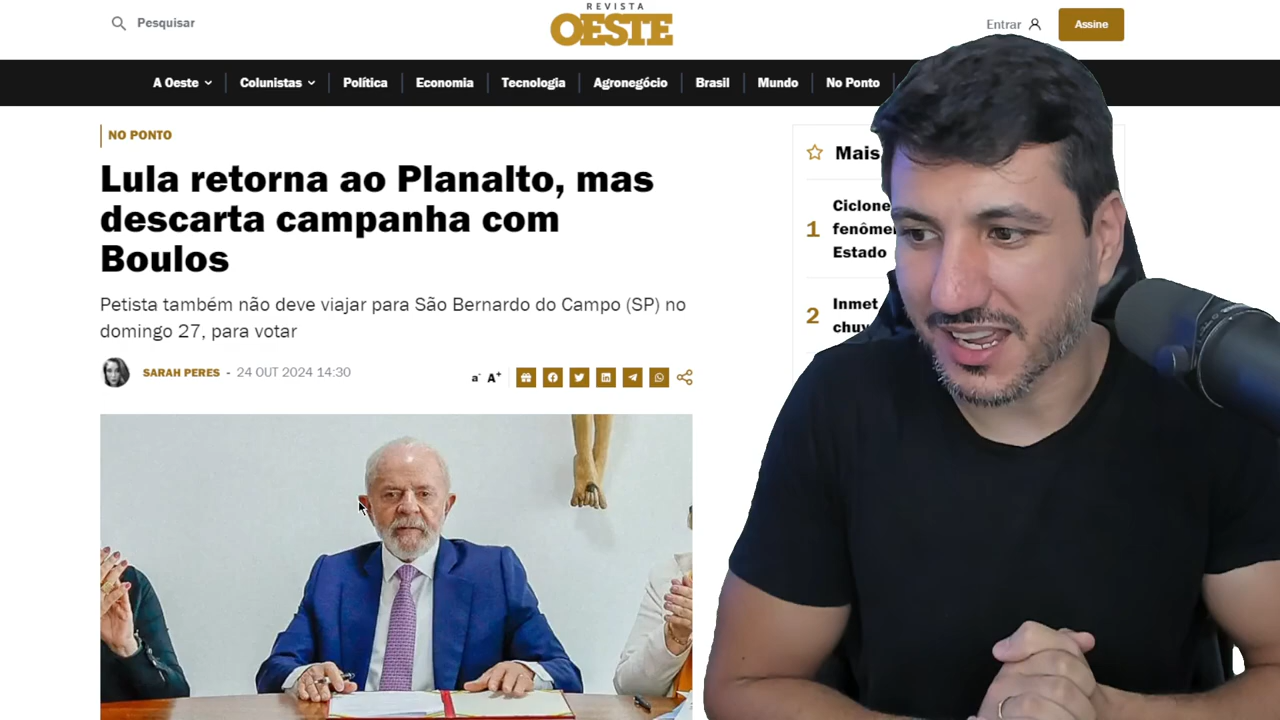 Pesquisar
REVISTA
OESTE
Entrar
Assine
A Oeste
Colunistas
Política
Economia
Tecnologia
Agronegócio
Brasil
Mundo
No Ponto
NO PONTO
Lula retorna ao Planalto, mas
descarta campanha com
Boulos
Petista também não deve viajar para São Bernardo do Campo (SP) no
domingo 27, para votar
SARAH PERES - 24 OUT 2024 14:30
a- A+
Mais
1
Ciclone
Estado
2
Inmet